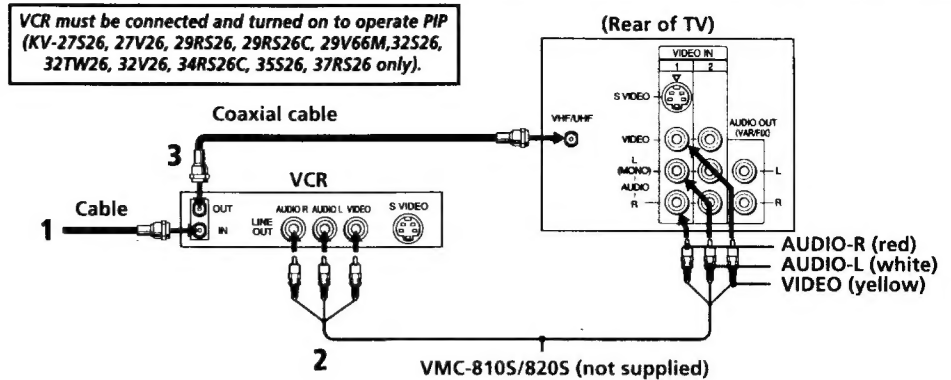 VCR must be connected and turned on to operate PIP
(KV-27S26, 27V26, 29RS26, 29RS26C, 29V66M,32S26,
32TW26, 32V26, 34RS26C, 35S26, 37RS26 only).
(Rear of TV)
VIDEO IN
1 2
S VIDEO
Coaxial cable
VHF/UHF
AUDIO OUT
(VAR/FIX)
VIDEO
3
L
(MONO)
AUDIO
R
L
R
VCR
Cable
1
OUT
IN
LINE
OUT
AUDIO R AUDIO L VIDEO
S VIDEO
AUDIO-R (red)
AUDIO-L (white)
VIDEO (yellow)
2
VMC-810S/820S (not supplied)